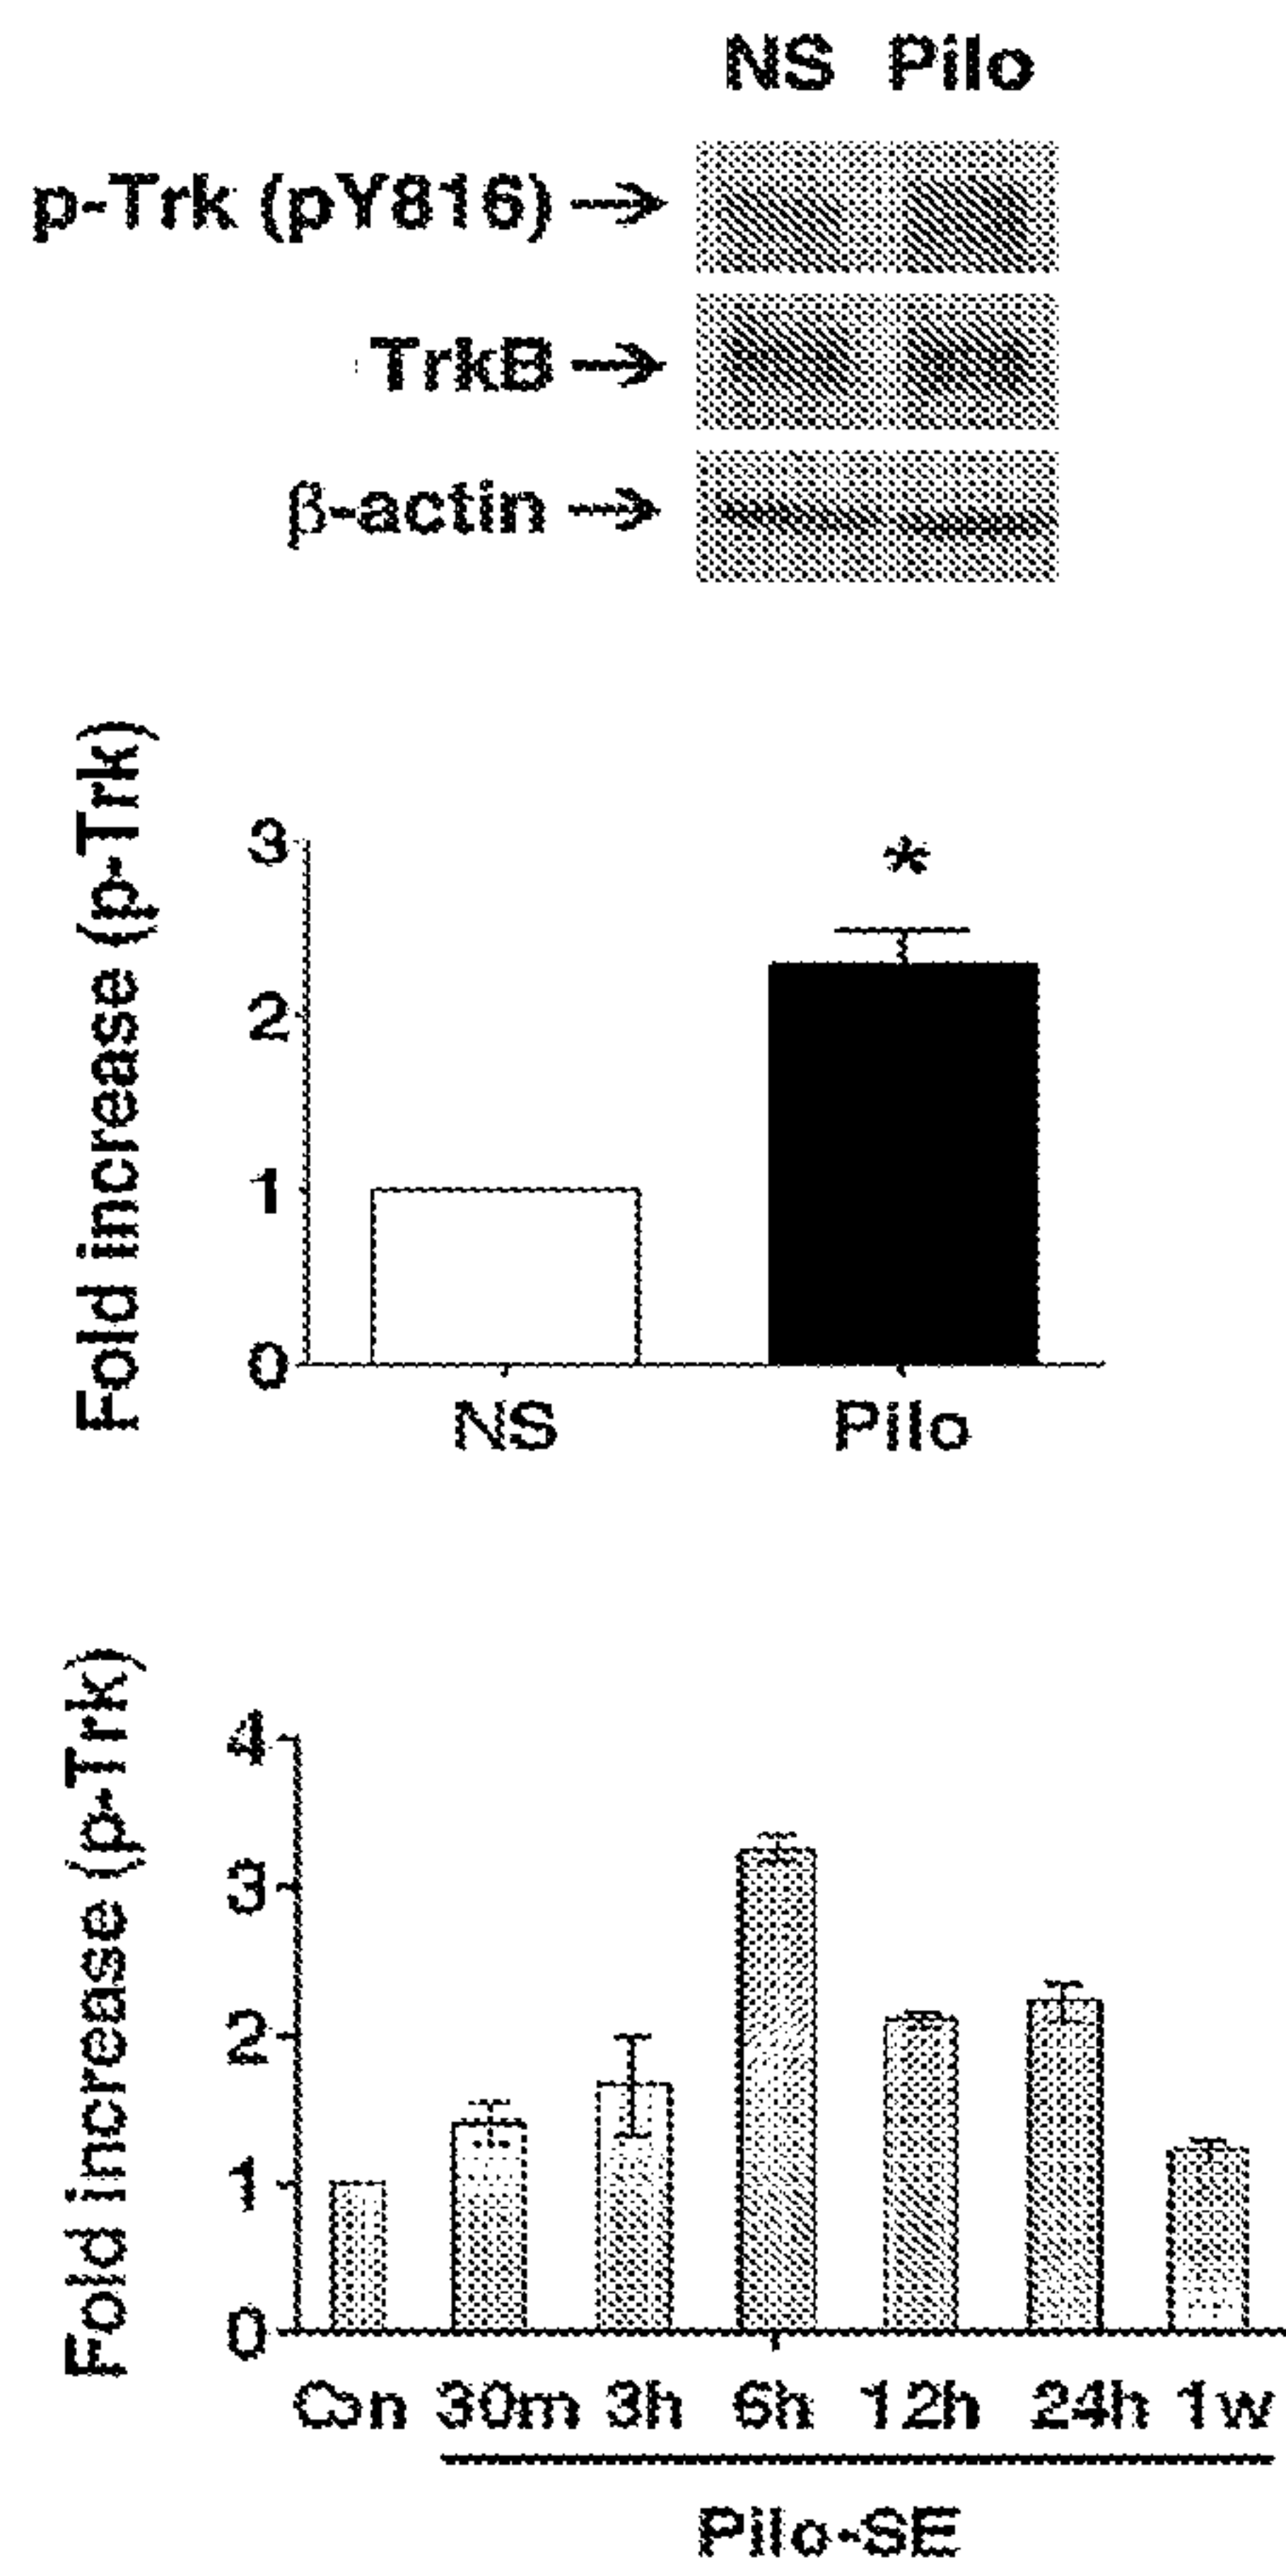 NS Pilo
p-Trk (pY816) →
TrkB →
β-actin →
Fold increase (p-Trk)
3
*
2
1
0
NS Pilo
Fold increase (p-Trk)
4
3
2
1
0
Con 30m 3h 6h 12h 24h 1w
Pilo-SE